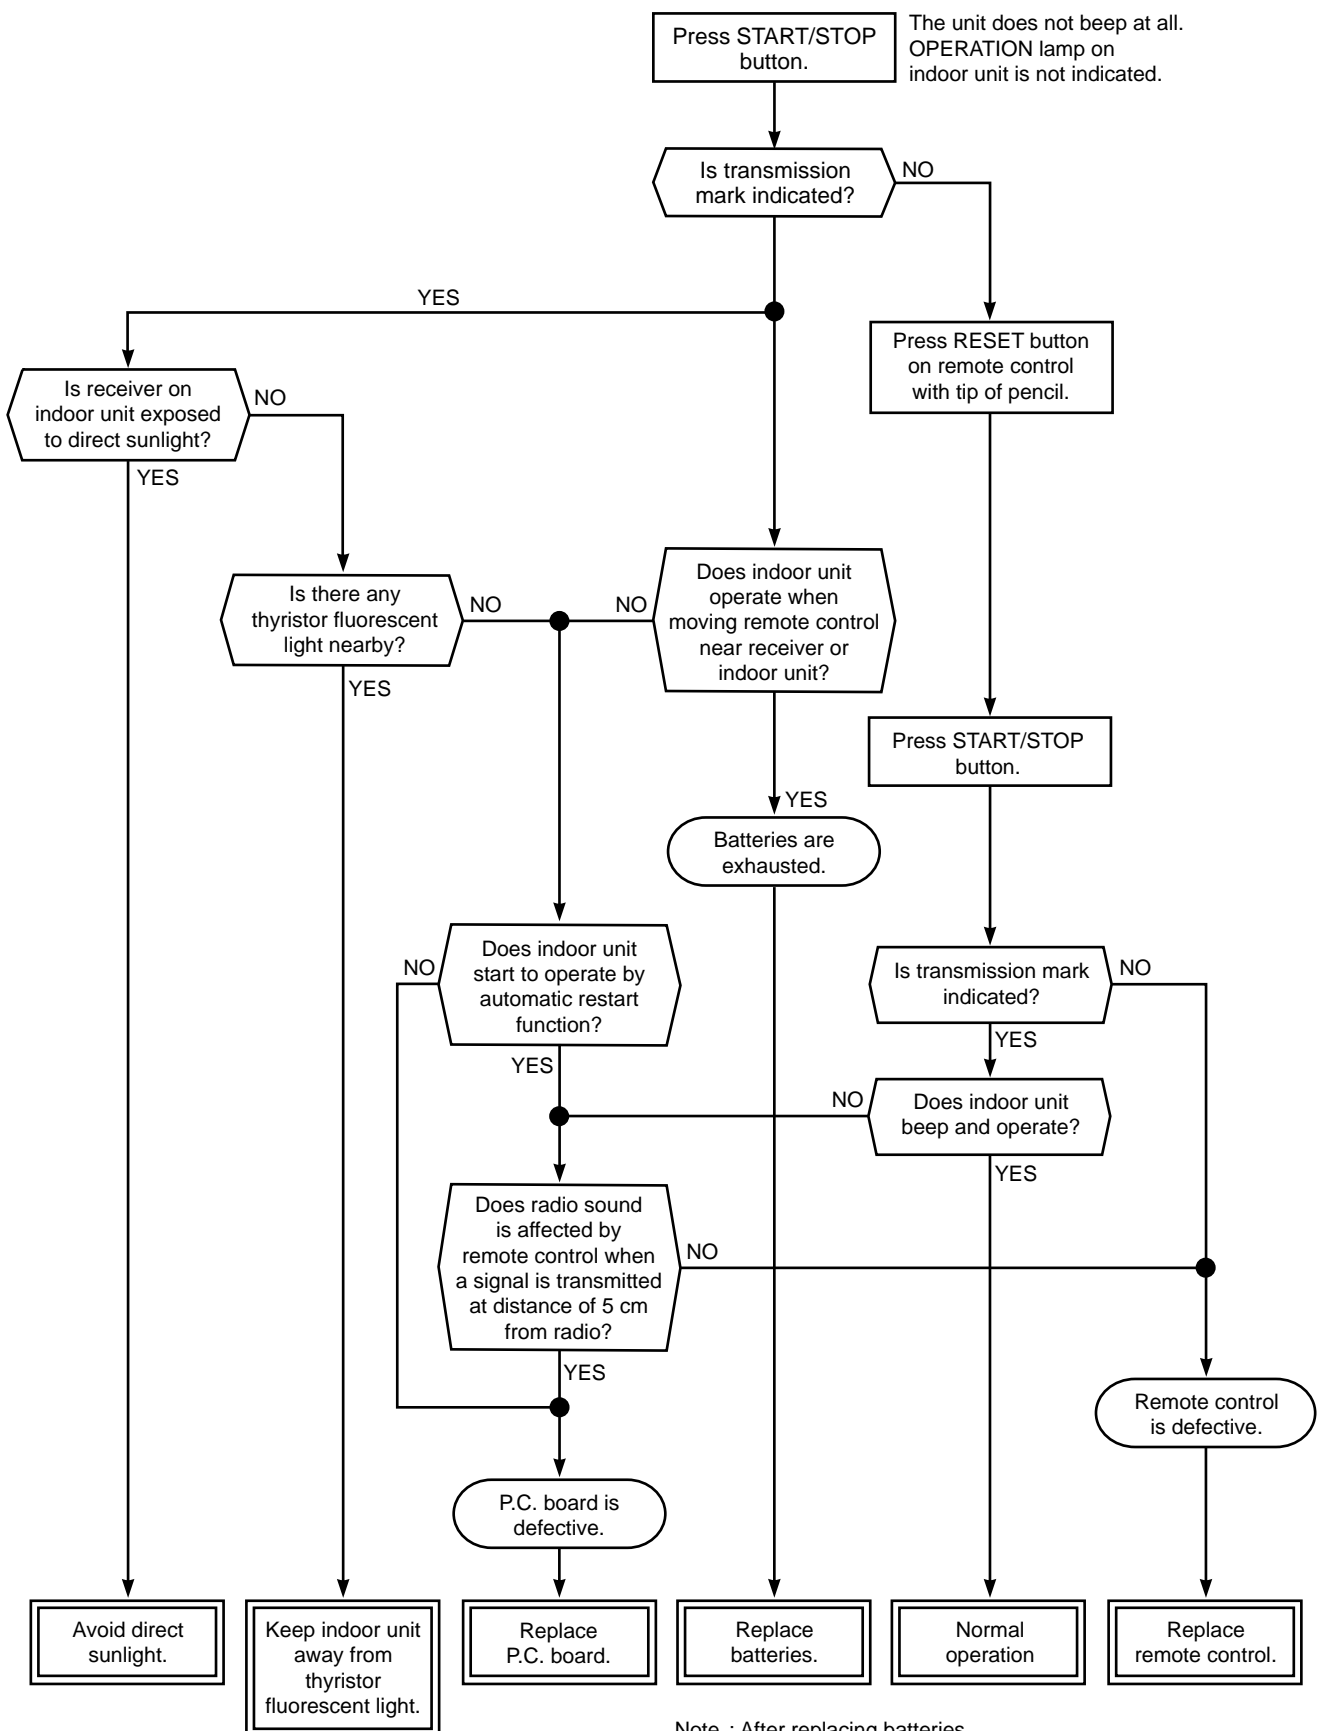 Press START/STOP
button.
The unit does not beep at all.
OPERATION lamp on
indoor unit is not indicated.
Is transmission
mark indicated?
NO
YES
Press RESET button
on remote control
with tip of pencil.
Is receiver on
indoor unit exposed
to direct sunlight?
NO
YES
Is there any
thyristor fluorescent
light nearby?
NO
YES
NO
Does indoor unit
operate when
moving remote control
near receiver or
indoor unit?
YES
Press START/STOP
button.
Batteries are
exhausted.
NO
Does indoor unit
start to operate by
automatic restart
function?
YES
Is transmission mark
indicated?
NO
YES
NO
Does indoor unit
beep and operate?
YES
Does radio sound
is affected by
remote control when
a signal is transmitted
at distance of 5 cm
from radio?
NO
YES
Remote control
is defective.
P.C. board is
defective.
Avoid direct
sunlight.
Keep indoor unit
away from
thyristor
fluorescent light.
Replace
P.C. board.
Replace
batteries.
Normal
operation
Replace
remote control.
Note : After replacing batteries